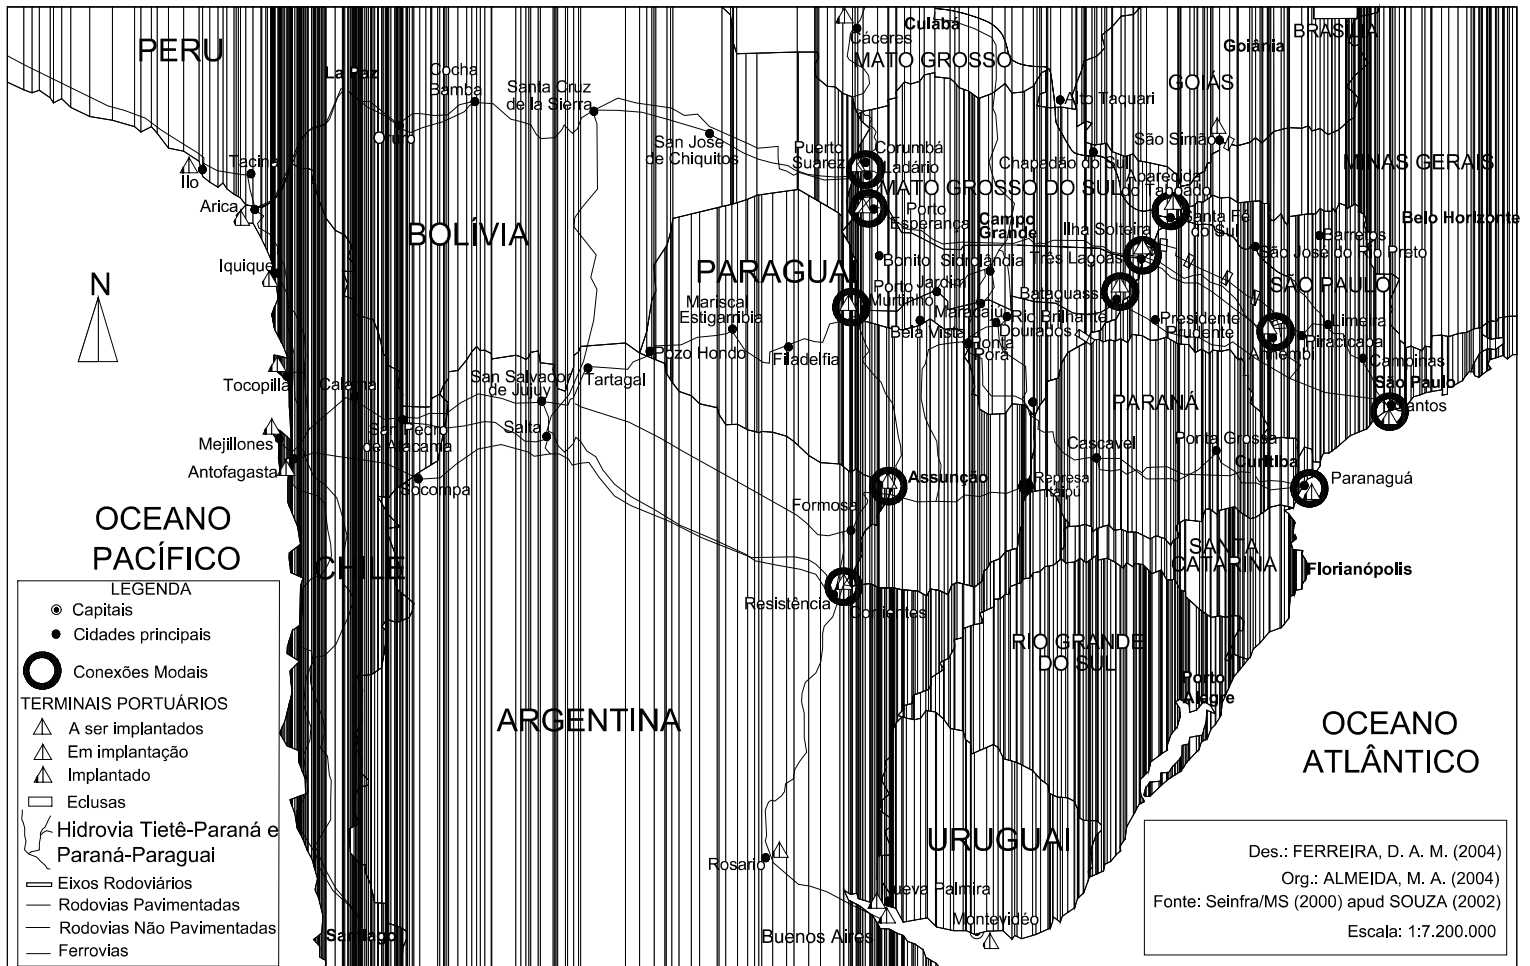 PERU
La Paz
Cocha
Bamba
Santa Cruz
de la Sierra
Cáceres
Cuiabá
MATO GROSSO
Goiânia
BRASÍLIA
GOIÁS
Alto Taquari
São Simão
Tacna
Ilo
Arica
San Jose
de Chiquitos
Puerto
Suarez
Corumbá
Ladário
Chapadão do Sul
Aparecida
do Taboado
MINAS GERAIS
MATO GROSSO DO SUL
Porto
Esperança
Campo
Grande
Ilha Solteira
Santa Fé
do Sul
Barretos
Belo Horizonte
BOLÍVIA
Iquique
PARAGUAI
Bonito
Sidrolândia
Três Lagoas
São José do Rio Preto
SÃO PAULO
Porto
Murtinho
Jardim
Bataguass
N
Mariscal
Estigarribia
Maracaju
Bela Vista
Rio Brilhante
Dourados
Presidente
Prudente
Limeira
Piracicaba
Pozo Hondo
Filadelfia
Ponta
Porã
Anhembi
Campinas
Tocopilla
Calama
San Salvador
de Jujuy
Tartagal
São Paulo
Santos
PARANÁ
Mejillones
San Pedro
de Atacama
Salta
Cascavel
Ponta Grossa
Curitiba
Antofagasta
Socompa
Assunção
Represa
Itaipú
Paranaguá
Formosa
OCEANO
PACÍFICO
CHILE
SANTA
CATARINA
Florianópolis
Resistência
Corrientes
RIO GRANDE
DO SUL
Porto
Alegre
ARGENTINA
OCEANO
ATLÂNTICO
URUGUAI
Rosario
Nueva Palmira
Buenos Aires
Montevidéo
Santiago
LEGENDA
Capitais
Cidades principais
Conexões Modais
TERMINAIS PORTUÁRIOS
A ser implantados
Em implantação
Implantado
Eclusas
Hidrovia Tietê-Paraná e
Paraná-Paraguai
Eixos Rodoviários
Rodovias Pavimentadas
Rodovias Não Pavimentadas
Ferrovias
Des.: FERREIRA, D. A. M. (2004)
Org.: ALMEIDA, M. A. (2004)
Fonte: Seinfra/MS (2000) apud SOUZA (2002)
Escala: 1:7.200.000